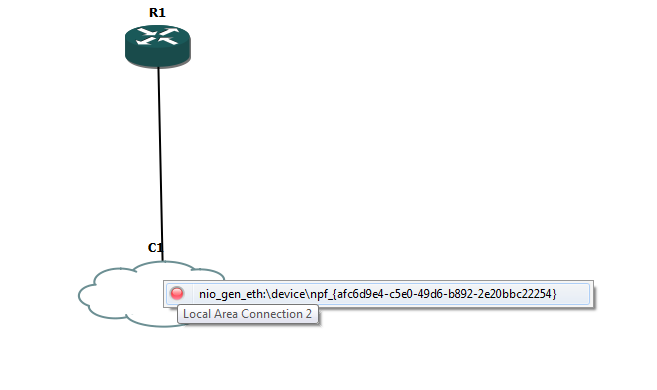 R1
C1
nio_gen_eth:\device\npf_{afc6d9e4-c5e0-49d6-b892-2e20bbc22254}
Local Area Connection 2